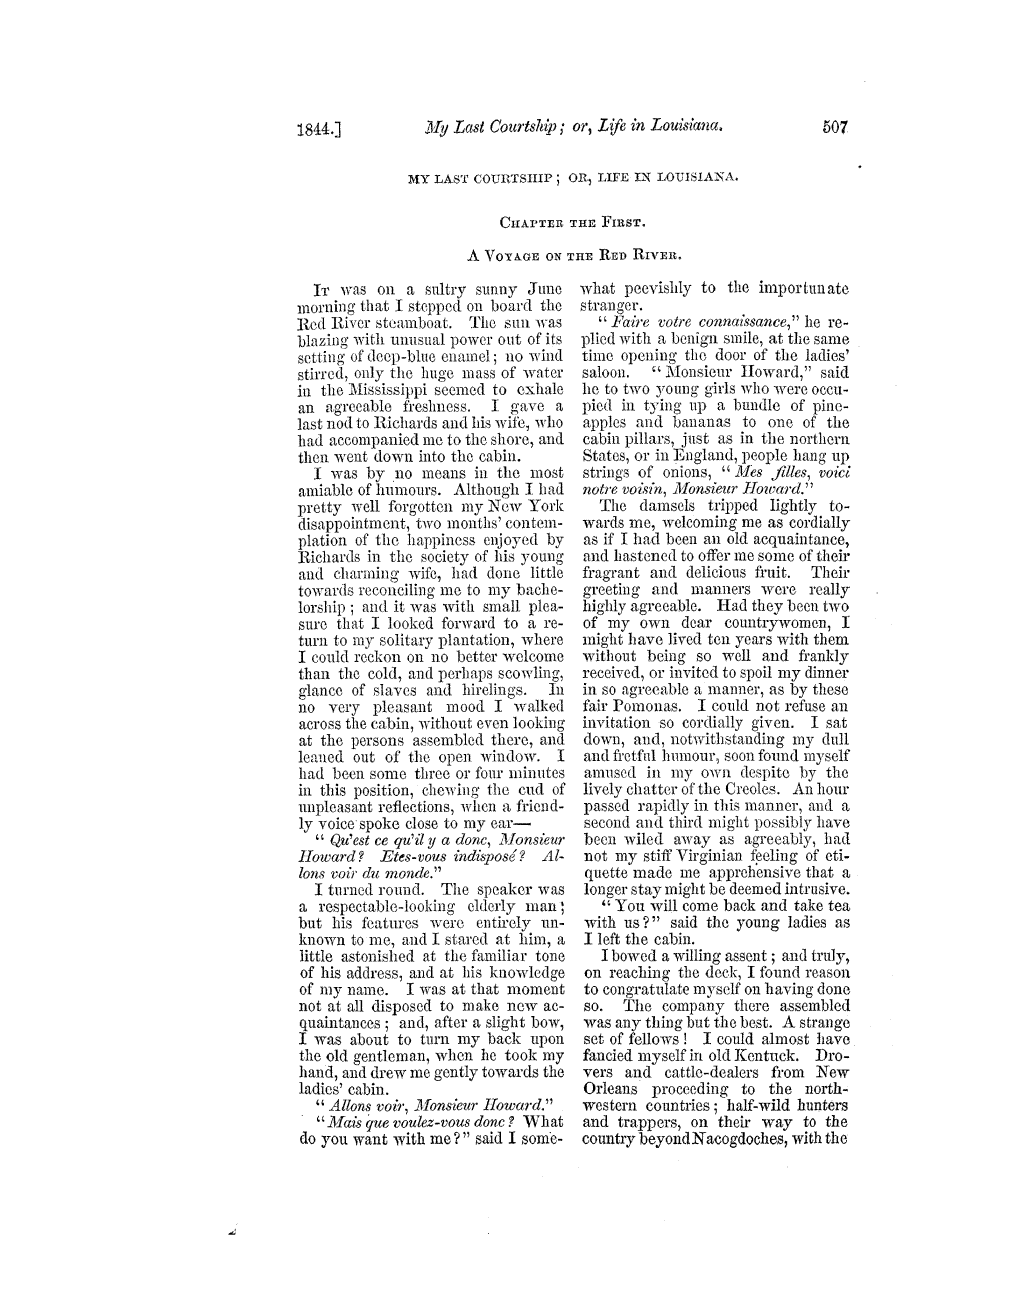 1844.] My Last Courtship; or, Life in Louisiana. 507
MY LAST COURTSHIP; OR, LIFE IN LOUISIANA.
CHAPTER THE FIRST.
A VOYAGE ON THE RED RIVER.
IT was on a sultry sunny June
morning that I stepped on board the
Red River steamboat. The sun was
blazing with unusual power out of its
setting of deep-blue enamel; no wind
stirred, only the huge mass of water
in the Mississippi seemed to exhale
an agreeable freshness. I gave a
last nod to Richards and his wife, who
had accompanied me to the shore, and
then went down into the cabin.
I was by no means in the most
amiable of humours. Although I had
pretty well forgotten my New York
disappointment, two months' contem-
plation of the happiness enjoyed by
Richards in the society of his young
and charming wife, had done little
towards reconciling me to my bache-
lorship; and it was with small plea-
sure that I looked forward to a re-
turn to my solitary plantation, where
I could reckon on no better welcome
than the cold, and perhaps scowling,
glance of slaves and hirelings. In
no very pleasant mood I walked
across the cabin, without even looking
at the persons assembled there, and
leaned out of the open window. I
had been some three or four minutes
in this position, chewing the cud of
unpleasant reflections, when a friend-
ly voice spoke close to my ear—
"Qu'est ce qu'il y a donc, Monsieur
Howard? Etes-vous indisposé? Al-
lons voir du monde."
I turned round. The speaker was
a respectable-looking elderly man;
but his features were entirely un-
known to me, and I stared at him, a
little astonished at the familiar tone
of his address, and at his knowledge
of my name. I was at that moment
not at all disposed to make new ac-
quaintances; and, after a slight bow,
I was about to turn my back upon
the old gentleman, when he took my
hand, and drew me gently towards the
ladies' cabin.
"Allons voir, Monsieur Howard."
"Mais que voulez-vous donc? What
do you want with me?" said I some-
what peevishly to the importunate
stranger.
"Faire votre connaissance," he re-
plied with a benign smile, at the same
time opening the door of the ladies'
saloon. "Monsieur Howard," said
he to two young girls who were occu-
pied in tying up a bundle of pine-
apples and bananas to one of the
cabin pillars, just as in the northern
States, or in England, people hang up
strings of onions, "Mes filles, voici
notre voisin, Monsieur Howard."
The damsels tripped lightly to-
wards me, welcoming me as cordially
as if I had been an old acquaintance,
and hastened to offer me some of their
fragrant and delicious fruit. Their
greeting and manners were really
highly agreeable. Had they been two
of my own dear countrywomen, I
might have lived ten years with them
without being so well and frankly
received, or invited to spoil my dinner
in so agreeable a manner, as by these
fair Pomonas. I could not refuse an
invitation so cordially given. I sat
down, and, notwithstanding my dull
and fretful humour, soon found myself
amused in my own despite by the
lively chatter of the Creoles. An hour
passed rapidly in this manner, and a
second and third might possibly have
been wiled away as agreeably, had
not my stiff Virginian feeling of eti-
quette made me apprehensive that a
longer stay might be deemed intrusive.
"You will come back and take tea
with us?" said the young ladies as
I left the cabin.
I bowed a willing assent; and truly,
on reaching the deck, I found reason
to congratulate myself on having done
so. The company there assembled
was any thing but the best. A strange
set of fellows! I could almost have
fancied myself in old Kentuck. Dro-
vers and cattle-dealers from New
Orleans proceeding to the north-
western countries; half-wild hunters
and trappers, on their way to the
country beyond Nacogdoches, with the